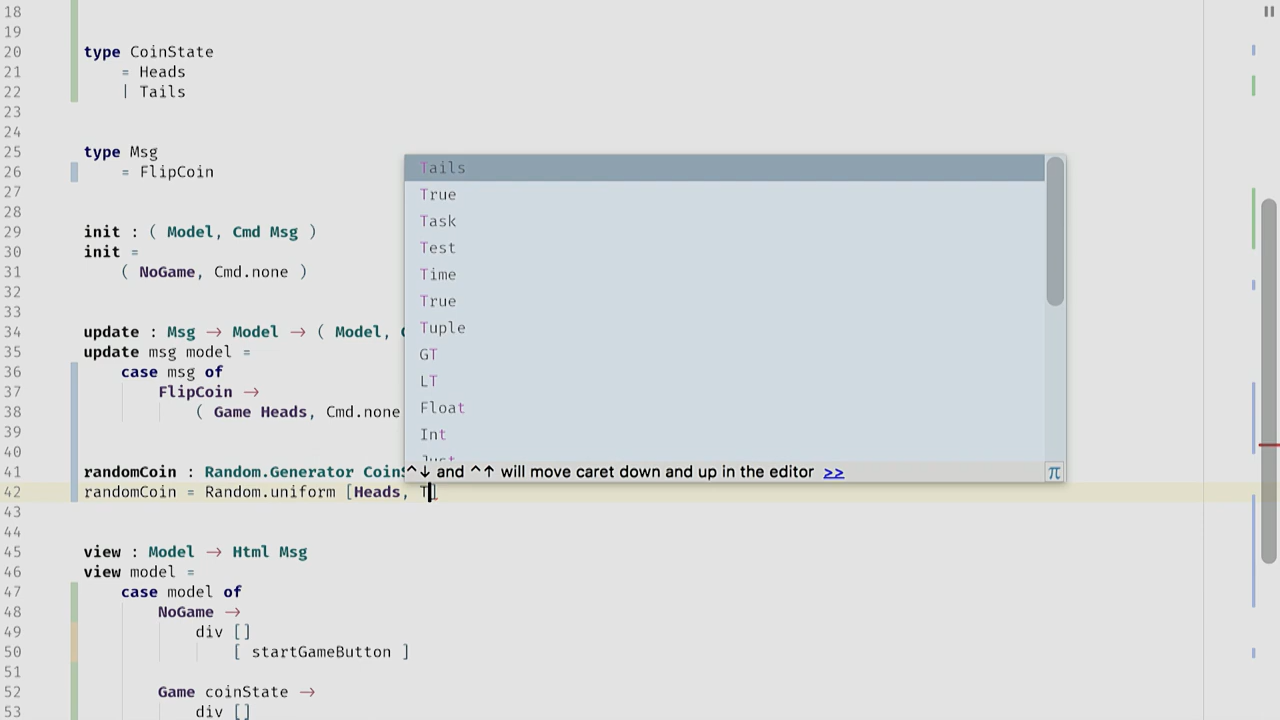 18
19
20 type CoinState
21 = Heads
22 | Tails
23
24
25 type Msg
26 = FlipCoin
27
28
29 init : ( Model, Cmd Msg )
30 init =
31 ( NoGame, Cmd.none )
32
33
34 update : Msg → Model → ( Model,
35 update msg model =
36 case msg of
37 FlipCoin →
38 ( Game Heads, Cmd.none
39
40
41 randomCoin : Random.Generator Coin
42 randomCoin = Random.uniform [Heads, T]
43
44
45 view : Model → Html Msg
46 view model =
47 case model of
48 NoGame →
49 div []
50 [ startGameButton ]
51
52 Game coinState →
53 div []
Tails
True
Task
Test
Time
True
Tuple
GT
LT
Float
Int
Just
^↓ and ^↑ will move caret down and up in the editor >>
π